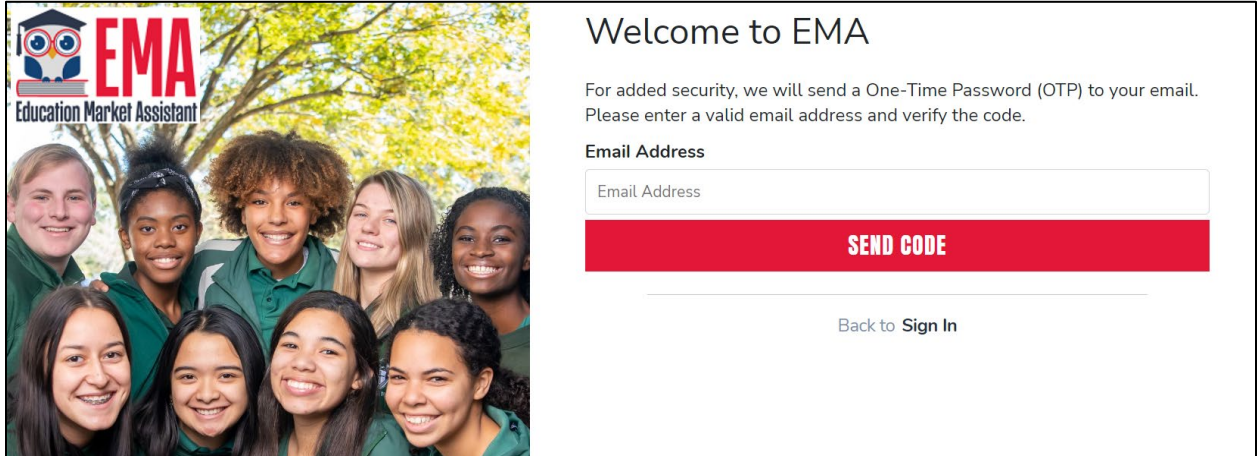 EMA
Education Market Assistant
Welcome to EMA
For added security, we will send a One-Time Password (OTP) to your email.
Please enter a valid email address and verify the code.
Email Address
Email Address
SEND CODE
Back to Sign In